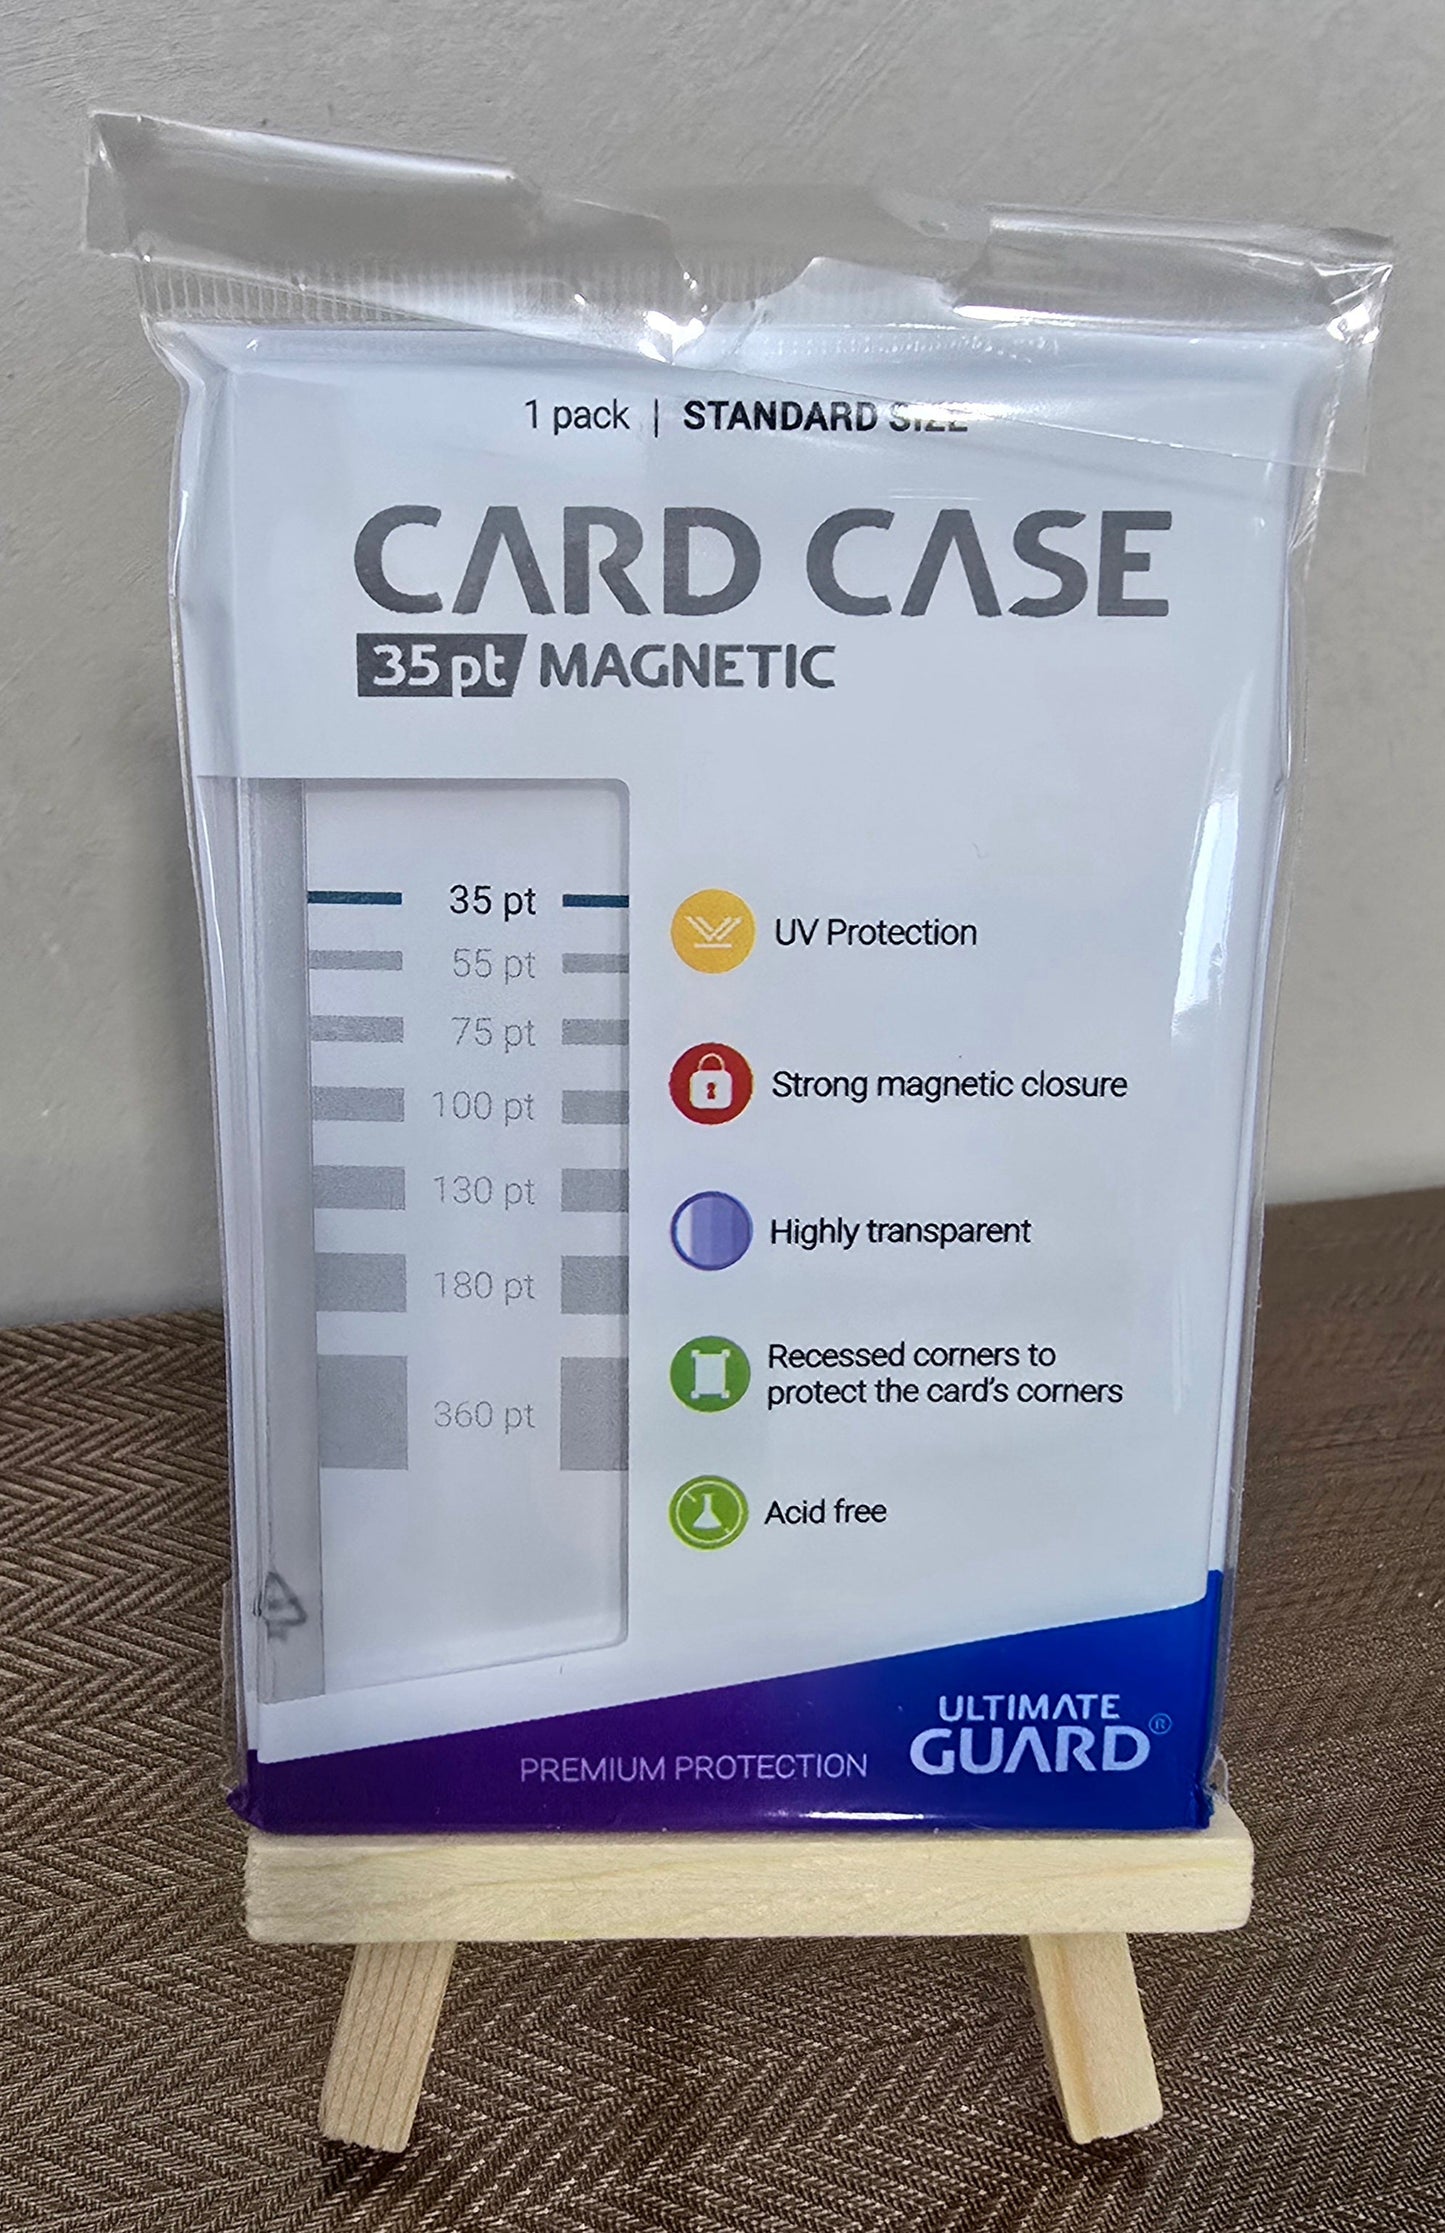 1 pack | STANDARD SIZE
CARD CASE
35 pt MAGNETIC
35 pt
55 pt
75 pt
100 pt
130 pt
180 pt
360 pt
UV Protection
Strong magnetic closure
Highly transparent
Recessed corners to
protect the card's corners
Acid free
PREMIUM PROTECTION
ULTIMATE
GUARD®